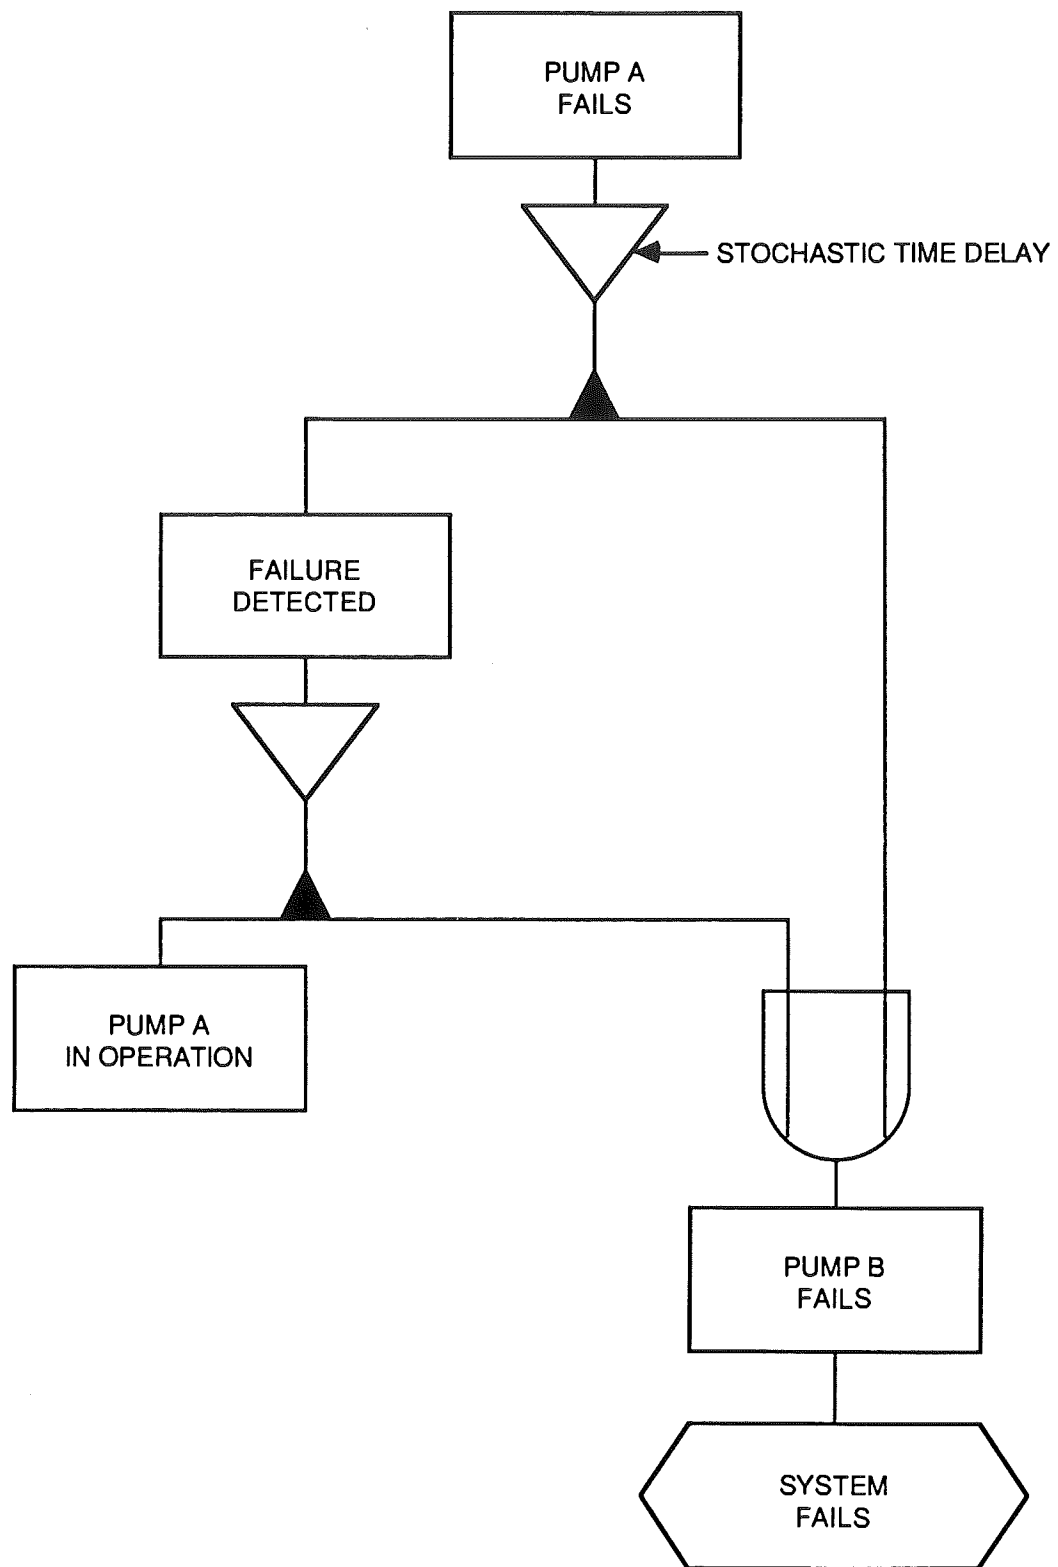 PUMP A
FAILS
STOCHASTIC TIME DELAY
FAILURE
DETECTED
PUMP A
IN OPERATION
PUMP B
FAILS
SYSTEM
FAILS